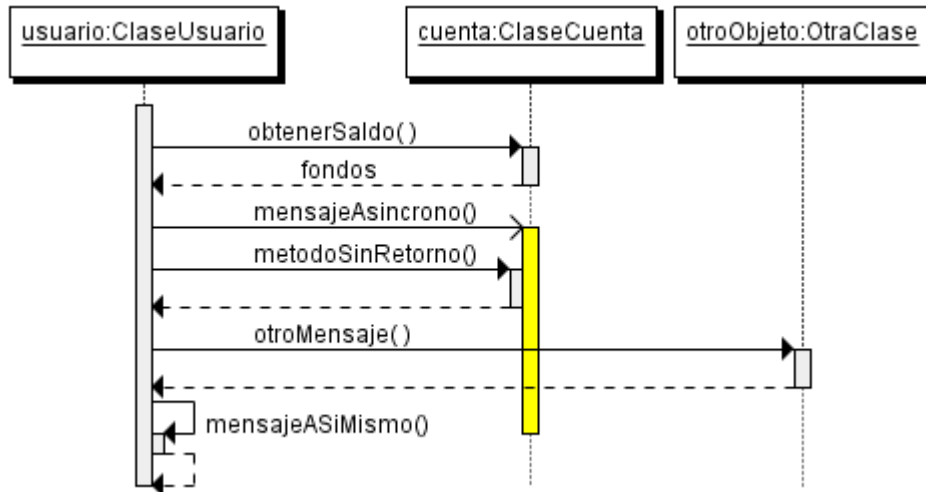 usuario:ClaseUsuario
cuenta:ClaseCuenta
otroObjeto:OtraClase
obtenerSaldo( )
fondos
mensajeAsincrono()
metodoSinRetorno()
otroMensaje( )
mensajeASiMismo()